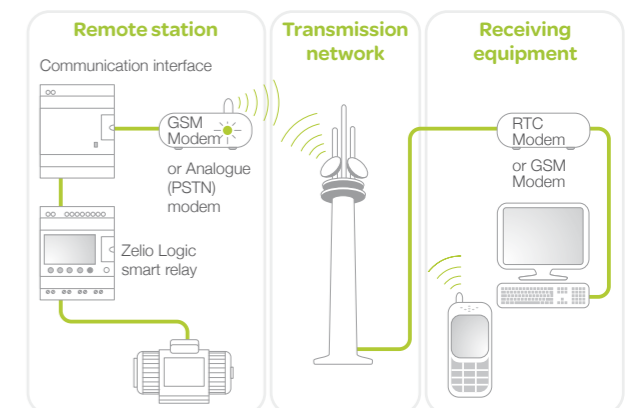 Remote station
Communication interface
GSM
Modem
or Analogue
(PSTN)
modem
Zelio Logic
smart relay
Transmission
network
Receiving
equipment
RTC
Modem
or GSM
Modem